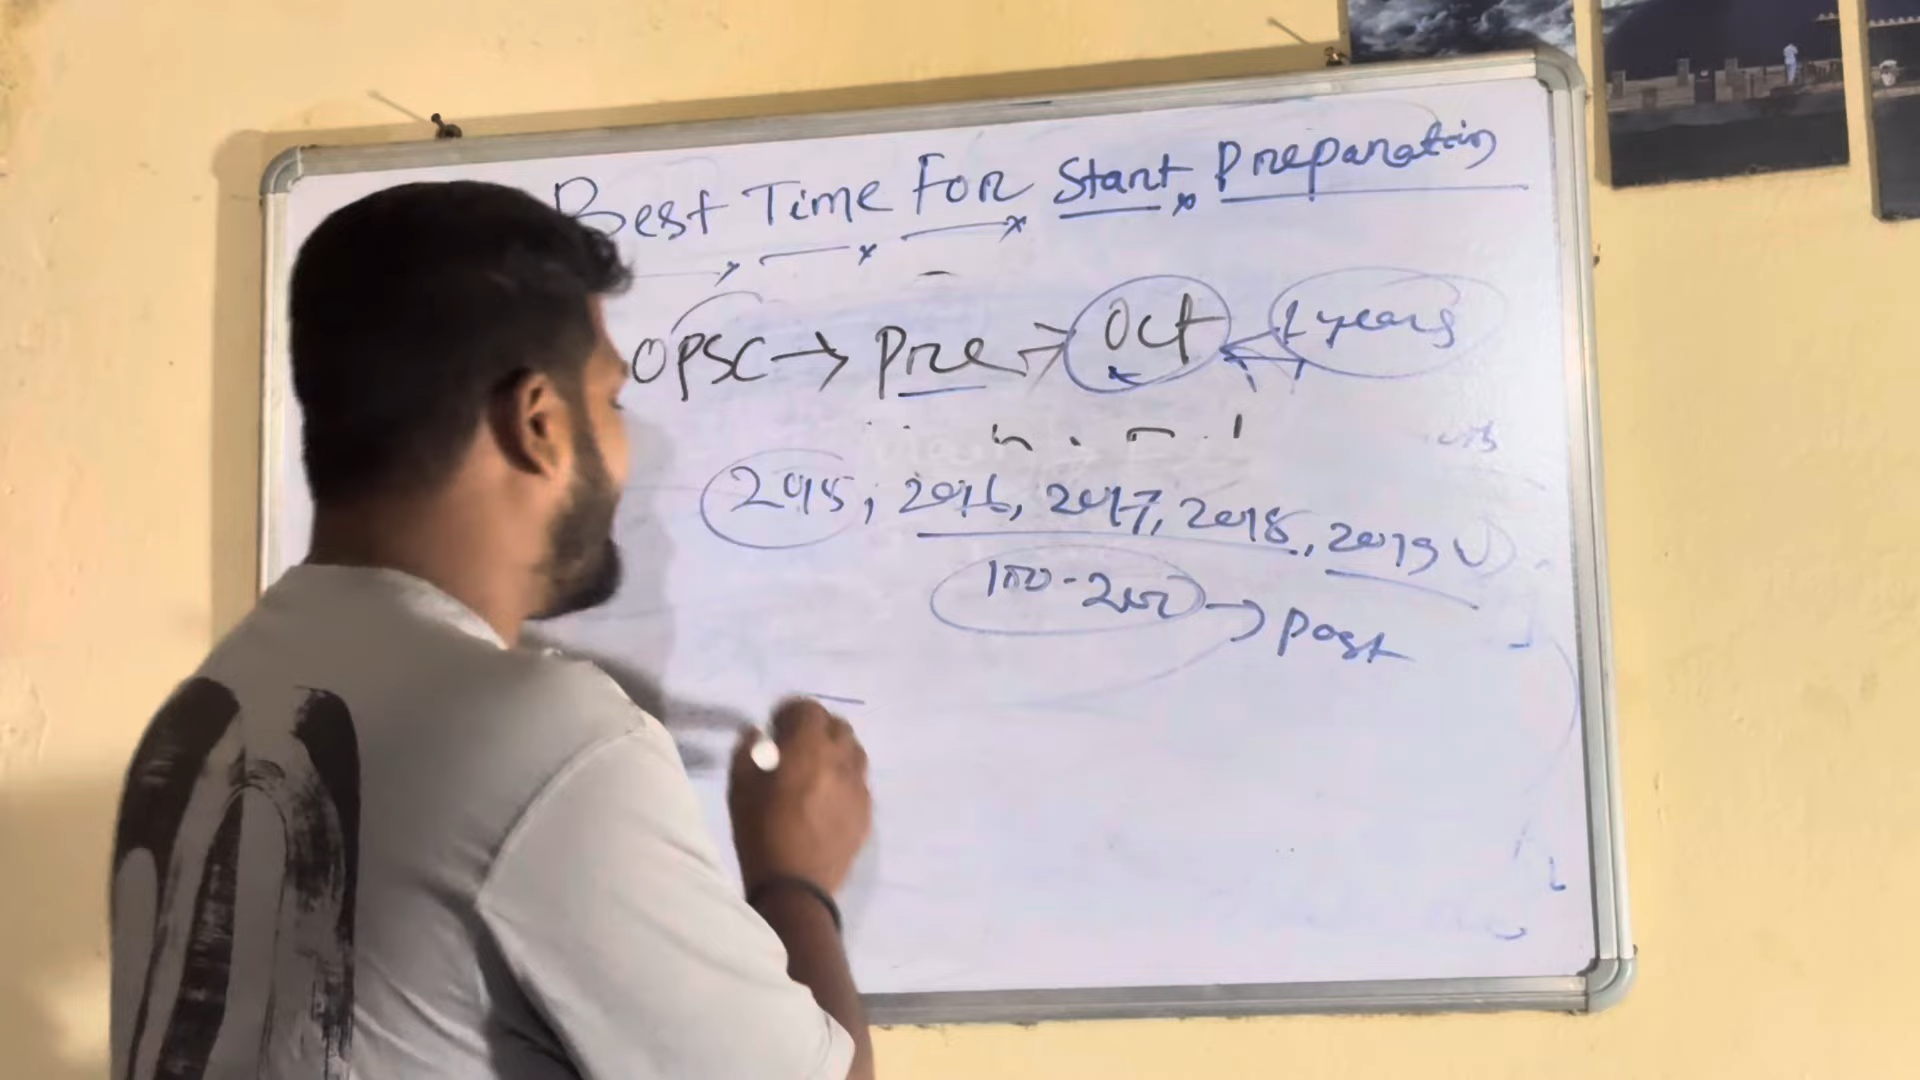 Best Time For Start Preparation
OPSC → Pre → Oct 1 years
2015, 2016, 2017, 2018, 2019
100-200 → Post